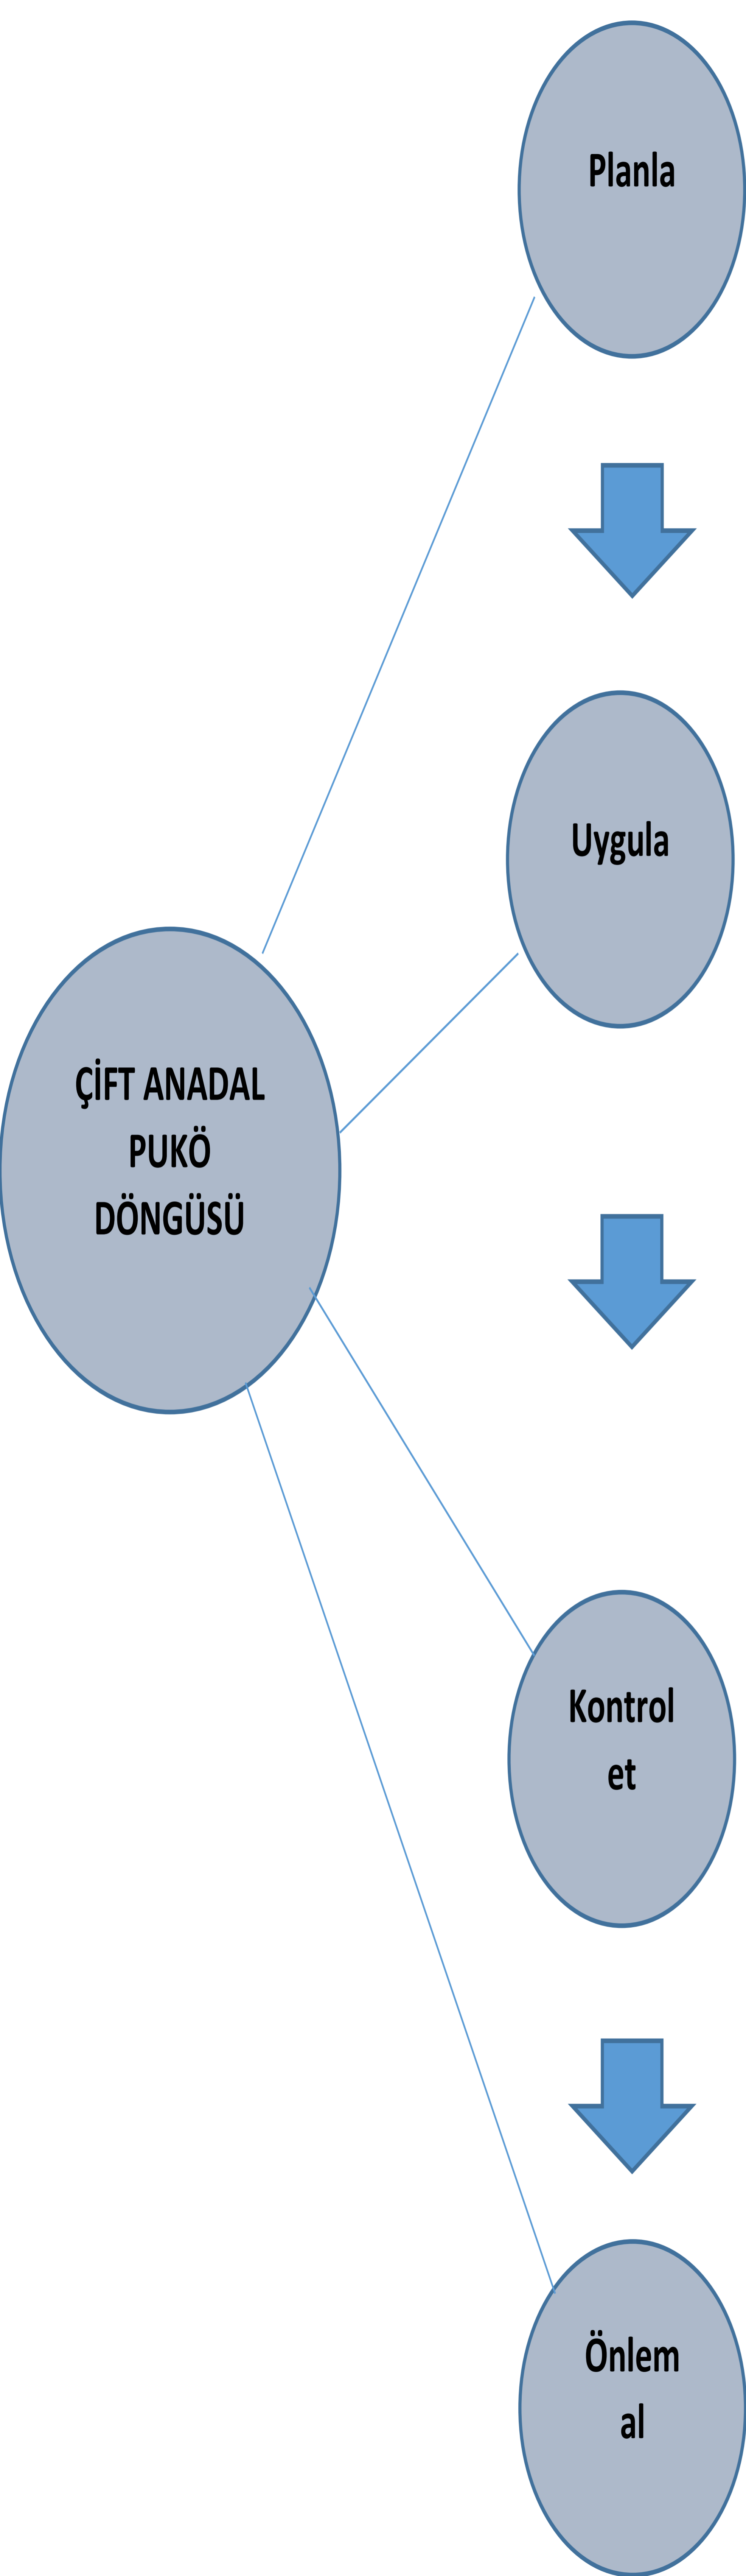 Planla
Uygula
ÇİFT ANADAL
PUKÖ
DÖNGÜSÜ
Kontrol
et
Önlem
al